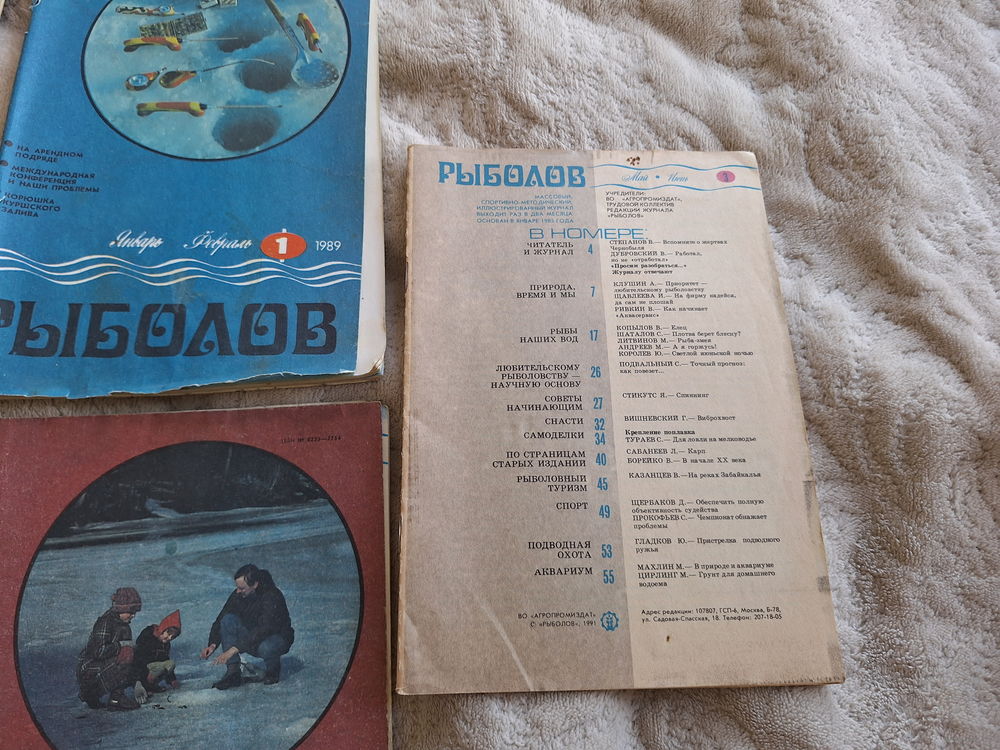 НА АРЕНДНОМ
ПОДРЯДЕ
МЕЖДУНАРОДНАЯ
КОНФЕРЕНЦИЯ
И НАШИ ПРОБЛЕМЫ
КОРЮШКА
КУРШСКОГО
ЗАЛИВА
Январь • Февраль 1 1989
РЫБОЛОВ
РЫБОЛОВ
Май • Июнь 3
МАССОВЫЙ,
СПОРТИВНО-МЕТОДИЧЕСКИЙ,
ИЛЛЮСТРИРОВАННЫЙ ЖУРНАЛ
ВЫХОДИТ РАЗ В ДВА МЕСЯЦА
ОСНОВАН В ЯНВАРЕ 1985 ГОДА
УЧРЕДИТЕЛИ:
ВО «АГРОПРОМИЗДАТ»,
ТРУДОВОЙ КОЛЛЕКТИВ
РЕДАКЦИИ ЖУРНАЛА
«РЫБОЛОВ»
В НОМЕРЕ:
ЧИТАТЕЛЬ
И ЖУРНАЛ 4
СТЕПАНОВ В.— Вспомните о жертвах
Чернобыля
ДУБРОВСКИЙ В.— Работал,
но не «отработал»
«Просим разобраться...»
Журналу отвечают
ПРИРОДА,
ВРЕМЯ И МЫ 7
КЛУШИН А.— Приоритет —
любительскому рыболовству
ЩАВЛЕЕВА И.— На фирму надейся,
да сам не плошай
РИВКИН В.— Как начинает
«Аквасервис»
РЫБЫ
НАШИХ ВОД 17
КОПЫЛОВ В.— Елец
ШАТАЛОВ С.— Плотва берет блесну?
ЛИТВИНОВ М.— Рыба-змея
АНДРЕЕВ М.— А я горжусь!
КОРОЛЕВ Ю.— Светлой июньской ночью
ЛЮБИТЕЛЬСКОМУ
РЫБОЛОВСТВУ —
НАУЧНУЮ ОСНОВУ 26
ПОДВАЛЬНЫЙ С.— Точный прогноз:
как повезет...
СОВЕТЫ
НАЧИНАЮЩИМ 27
СТИКУТС Я.— Спиннинг
СНАСТИ 32
ВИШНЕВСКИЙ Г.— Виброхвост
САМОДЕЛКИ 34
Крепление поплавка
ТУРАЕВ С.— Для ловли на мелководье
ПО СТРАНИЦАМ
СТАРЫХ ИЗДАНИЙ 40
САБАНЕЕВ Л.— Карп
БОРЕЙКО В.— В начале XX века
РЫБОЛОВНЫЙ
ТУРИЗМ 45
КАЗАНЦЕВ В.— На реках Забайкалья
СПОРТ 49
ЩЕРБАКОВ Д.— Обеспечить полную
объективность судейства
ПРОКОФЬЕВ С.— Чемпионат обнажает
проблемы
ПОДВОДНАЯ
ОХОТА 53
ГЛАДКОВ Ю.— Пристрелка подводного
ружья
АКВАРИУМ 55
МАХЛИН М.— В природе и аквариуме
ЦИРЛИНГ М.— Грунт для домашнего
водоема
ВО «АГРОПРОМИЗДАТ»
С «РЫБОЛОВ», 1991
Адрес редакции: 107807, ГСП-6, Москва, Б-78,
ул. Садовая-Спасская, 18. Телефон: 207-18-05